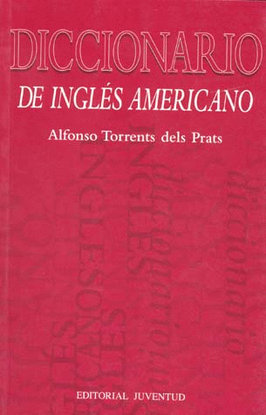 DICCIONARIO
DE INGLÉS AMERICANO
Alfonso Torrents dels Prats
EDITORIAL JUVENTUD